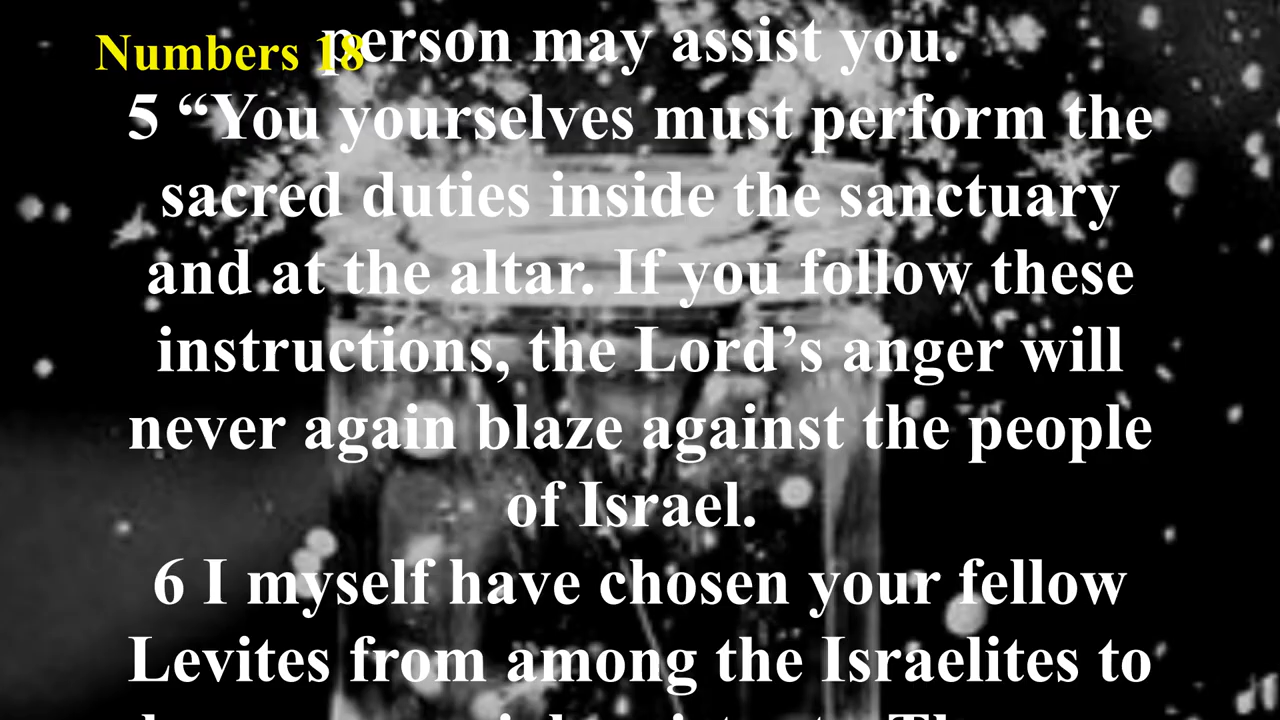 Numbers 18
person may assist you.
5 “You yourselves must perform the
sacred duties inside the sanctuary
and at the altar. If you follow these
instructions, the Lord’s anger will
never again blaze against the people
of Israel.
6 I myself have chosen your fellow
Levites from among the Israelites to